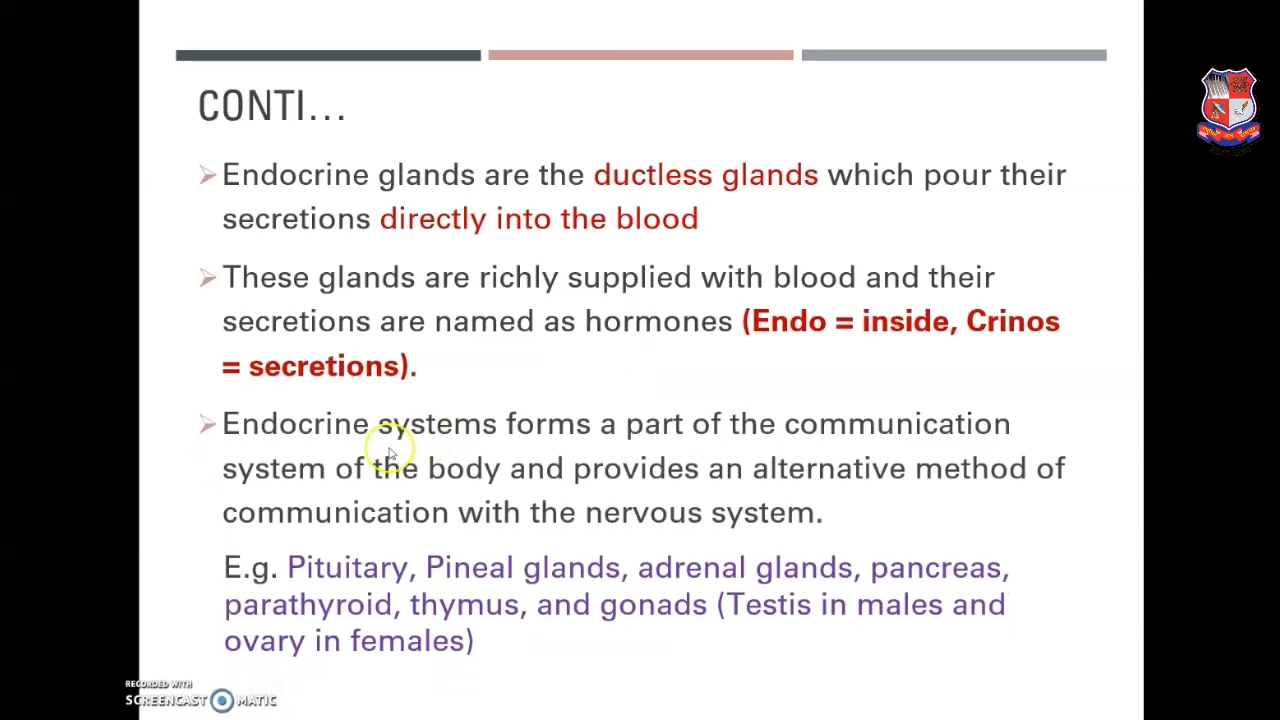 CONTI...
Endocrine glands are the ductless glands which pour their
secretions directly into the blood
These glands are richly supplied with blood and their
secretions are named as hormones (Endo = inside, Crinos
= secretions).
Endocrine systems forms a part of the communication
system of the body and provides an alternative method of
communication with the nervous system.
E.g. Pituitary, Pineal glands, adrenal glands, pancreas,
parathyroid, thymus, and gonads (Testis in males and
ovary in females)
RECORDED WITH
SCREENCAST MATIC